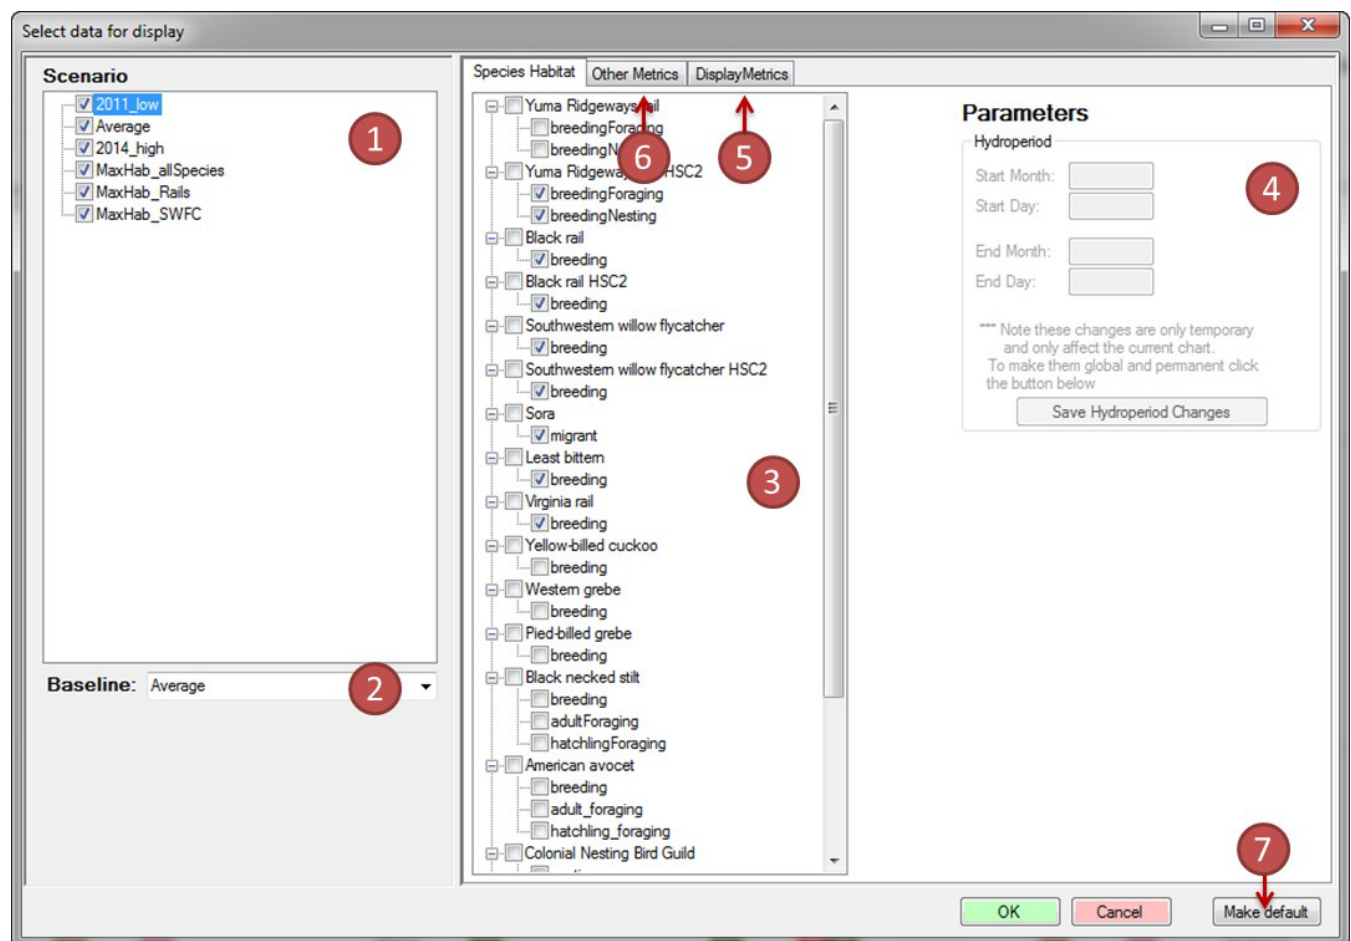 Select data for display
Scenario
2011_low
Average
2014_high
MaxHab_allSpecies
MaxHab_Rails
MaxHab_SWFC
1
Baseline: Average
2
Species Habitat Other Metrics DisplayMetrics
6
5
Yuma Ridgeways
breedingForaging
Yuma HSC2
breedingForaging
breedingNesting
Black rail
breeding
Black rail HSC2
breeding
Southwestern willow flycatcher
breeding
Southwestern willow flycatcher HSC2
breeding
Sora
migrant
Least bittern
breeding
Virginia rail
breeding
Yellow-billed cuckoo
breeding
Western grebe
breeding
Pied-billed grebe
breeding
Black necked stilt
breeding
adultForaging
hatchlingForaging
American avocet
breeding
adult_foraging
hatchling_foraging
Colonial Nesting Bird Guild
3
Parameters
Hydroperiod
Start Month:
Start Day:
End Month:
End Day:
4
*** Note these changes are only temporary
and only affect the current chart.
To make them global and permanent click
the button below
Save Hydroperiod Changes
7
OK Cancel Make default